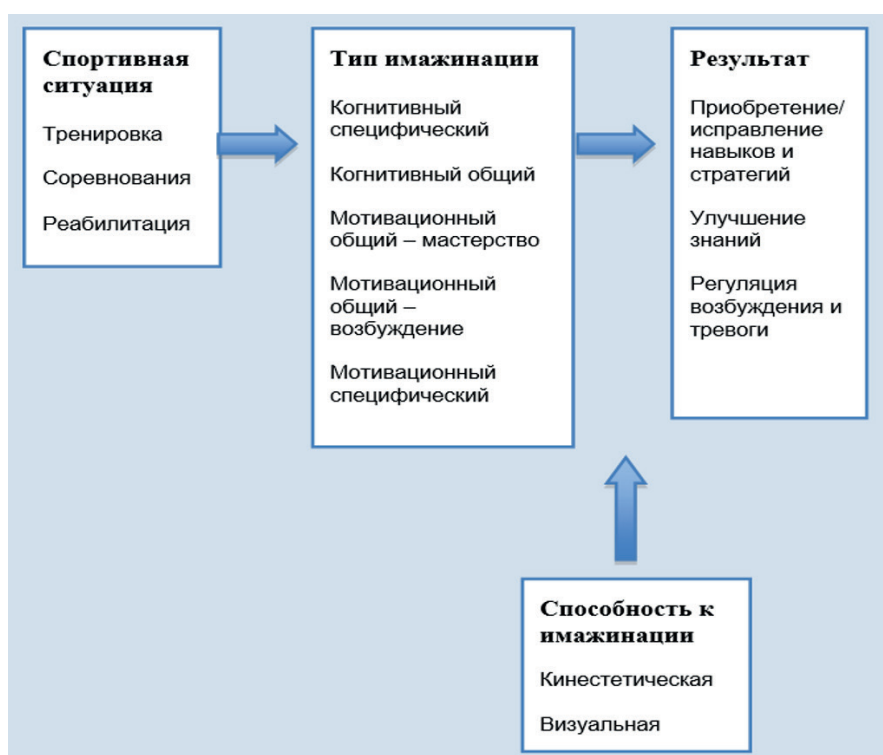 Спортивная
ситуация
Тренировка
Соревнования
Реабилитация
Тип имажинации
Когнитивный
специфический
Когнитивный общий
Мотивационный
общий – мастерство
Мотивационный
общий –
возбуждение
Мотивационный
специфический
Результат
Приобретение/
исправление
навыков и
стратегий
Улучшение
знаний
Регуляция
возбуждения и
тревоги
Способность к
имажинации
Кинестетическая
Визуальная